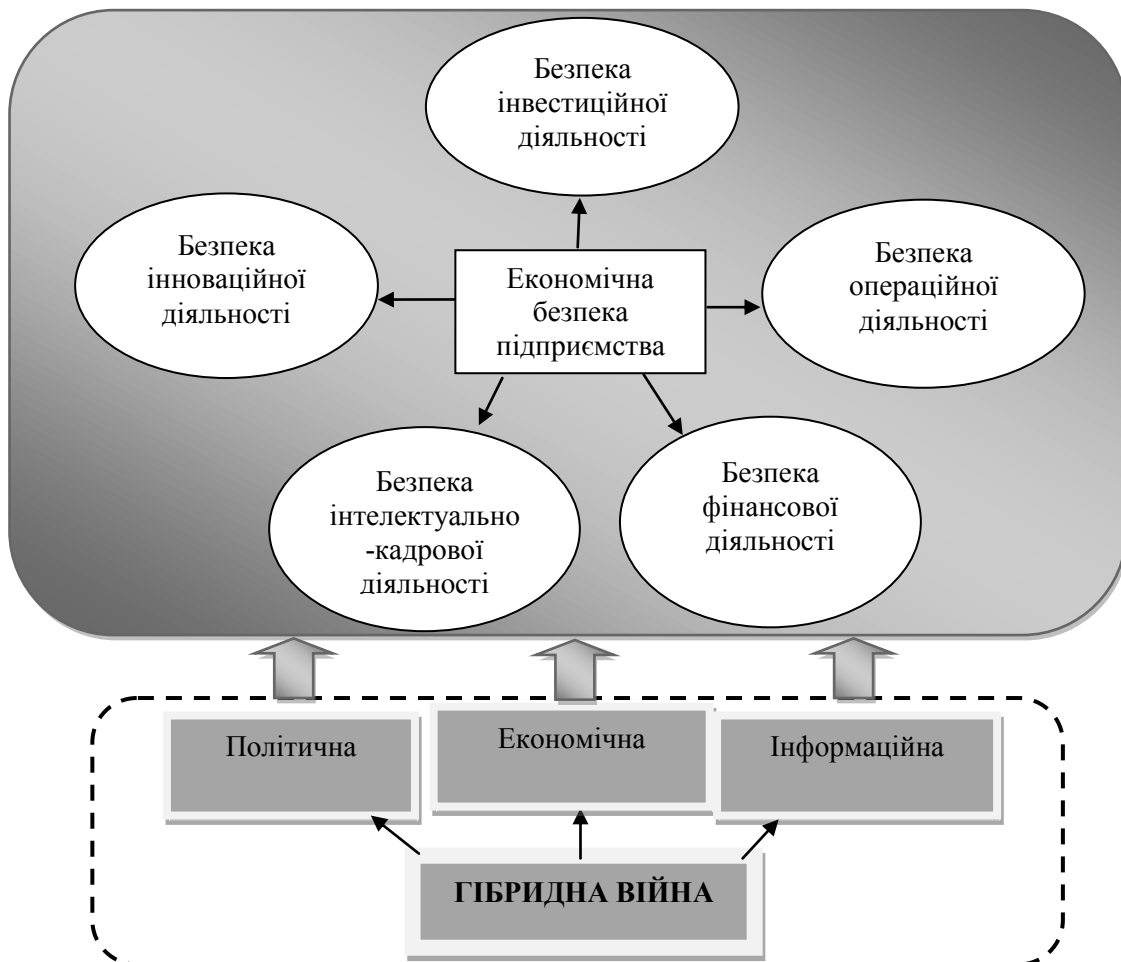 Безпека
інвестиційної
діяльності
Безпека
інноваційної
діяльності
Економічна
безпека
підприємства
Безпека
операційної
діяльності
Безпека
інтелектуально
-кадрової
діяльності
Безпека
фінансової
діяльності
Політична
Економічна
Інформаційна
ГІБРИДНА ВІЙНА